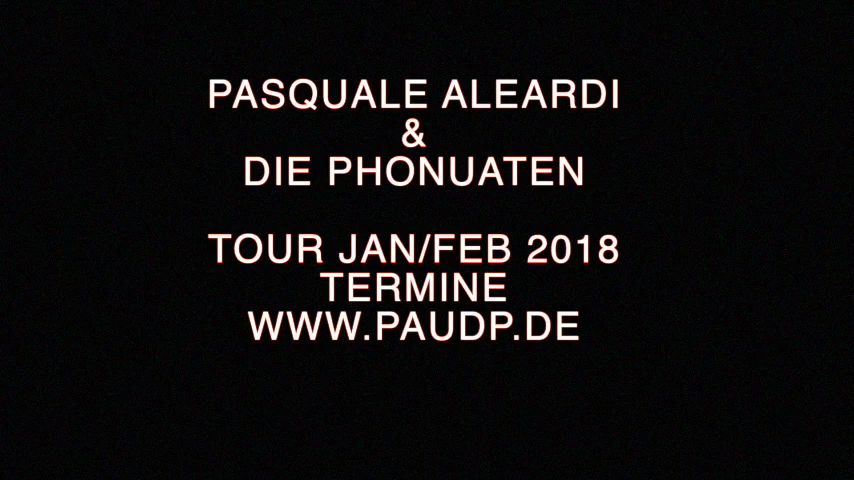 PASQUALE ALEARDI
&
DIE PHONUATEN
TOUR JAN/FEB 2018
TERMINE
WWW.PAUDP.DE